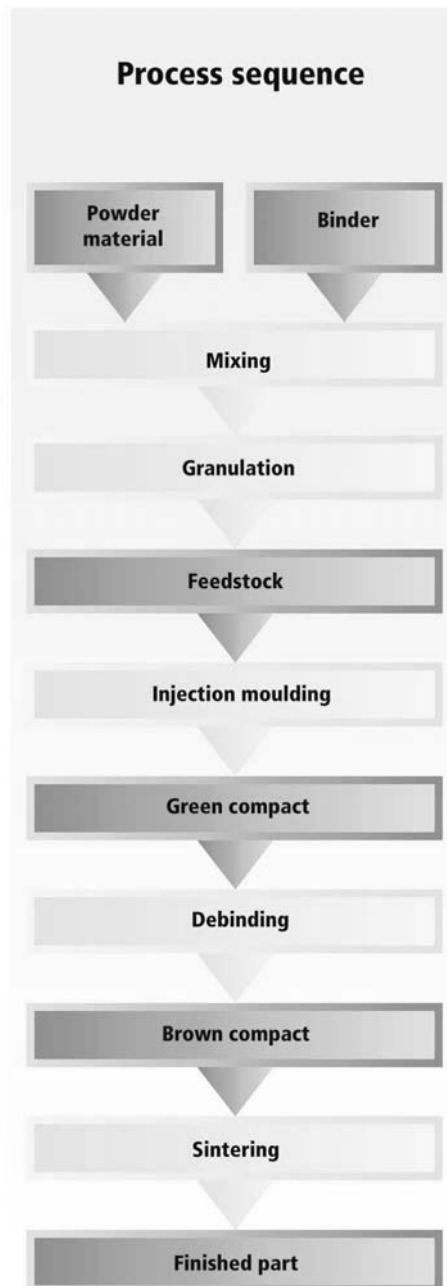 Process sequence
Powder
material
Binder
Mixing
Granulation
Feedstock
Injection moulding
Green compact
Debinding
Brown compact
Sintering
Finished part